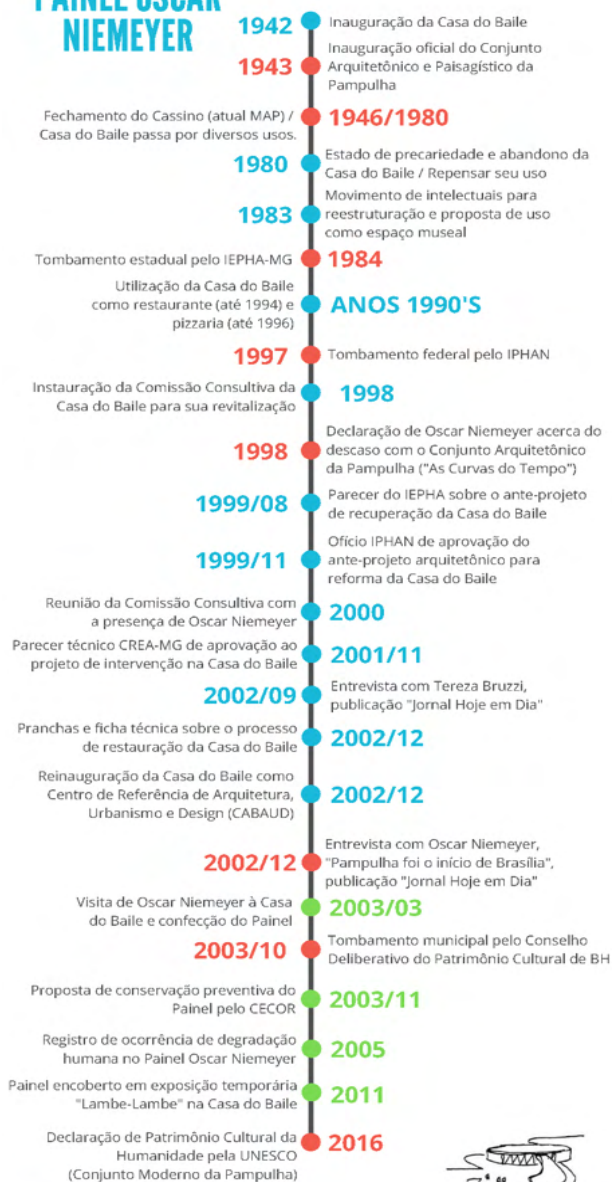 PAINEL OSCAR
NIEMEYER
1942
Inauguração da Casa do Baile
1943
Inauguração oficial do Conjunto
Arquitetônico e Paisagístico da
Pampulha
Fechamento do Cassino (atual MAP) /
Casa do Baile passa por diversos usos.
1946/1980
1980
Estado de precariedade e abandono da
Casa do Baile / Repensar seu uso
1983
Movimento de intelectuais para
reestruturação e proposta de uso
como espaço museal
Tombamento estadual pelo IEPHA-MG
1984
Utilização da Casa do Baile
como restaurante (até 1994) e
pizzaria (até 1996)
ANOS 1990'S
1997
Tombamento federal pelo IPHAN
Instauração da Comissão Consultiva da
Casa do Baile para sua revitalização
1998
1998
Declaração de Oscar Niemeyer acerca do
descaso com o Conjunto Arquitetônico
da Pampulha ("As Curvas do Tempo")
1999/08
Parecer do IEPHA sobre o ante-projeto
de recuperação da Casa do Baile
1999/11
Ofício IPHAN de aprovação do
ante-projeto arquitetônico para
reforma da Casa do Baile
Reunião da Comissão Consultiva com
a presença de Oscar Niemeyer
2000
Parecer técnico CREA-MG de aprovação ao
projeto de intervenção na Casa do Baile
2001/11
2002/09
Entrevista com Tereza Bruzzi,
publicação "Jornal Hoje em Dia"
Pranchas e ficha técnica sobre o processo
de restauração da Casa do Baile
2002/12
Reinauguração da Casa do Baile como
Centro de Referência de Arquitetura,
Urbanismo e Design (CABAUD)
2002/12
2002/12
Entrevista com Oscar Niemeyer,
"Pampulha foi o início de Brasília",
publicação "Jornal Hoje em Dia"
Visita de Oscar Niemeyer à Casa
do Baile e confecção do Painel
2003/03
2003/10
Tombamento municipal pelo Conselho
Deliberativo do Patrimônio Cultural de BH
Proposta de conservação preventiva do
Painel pelo CECOR
2003/11
Registro de ocorrência de degradação
humana no Painel Oscar Niemeyer
2005
Painel encoberto em exposição temporária
"Lambe-Lambe" na Casa do Baile
2011
Declaração de Patrimônio Cultural da
Humanidade pela UNESCO
(Conjunto Moderno da Pampulha)
2016